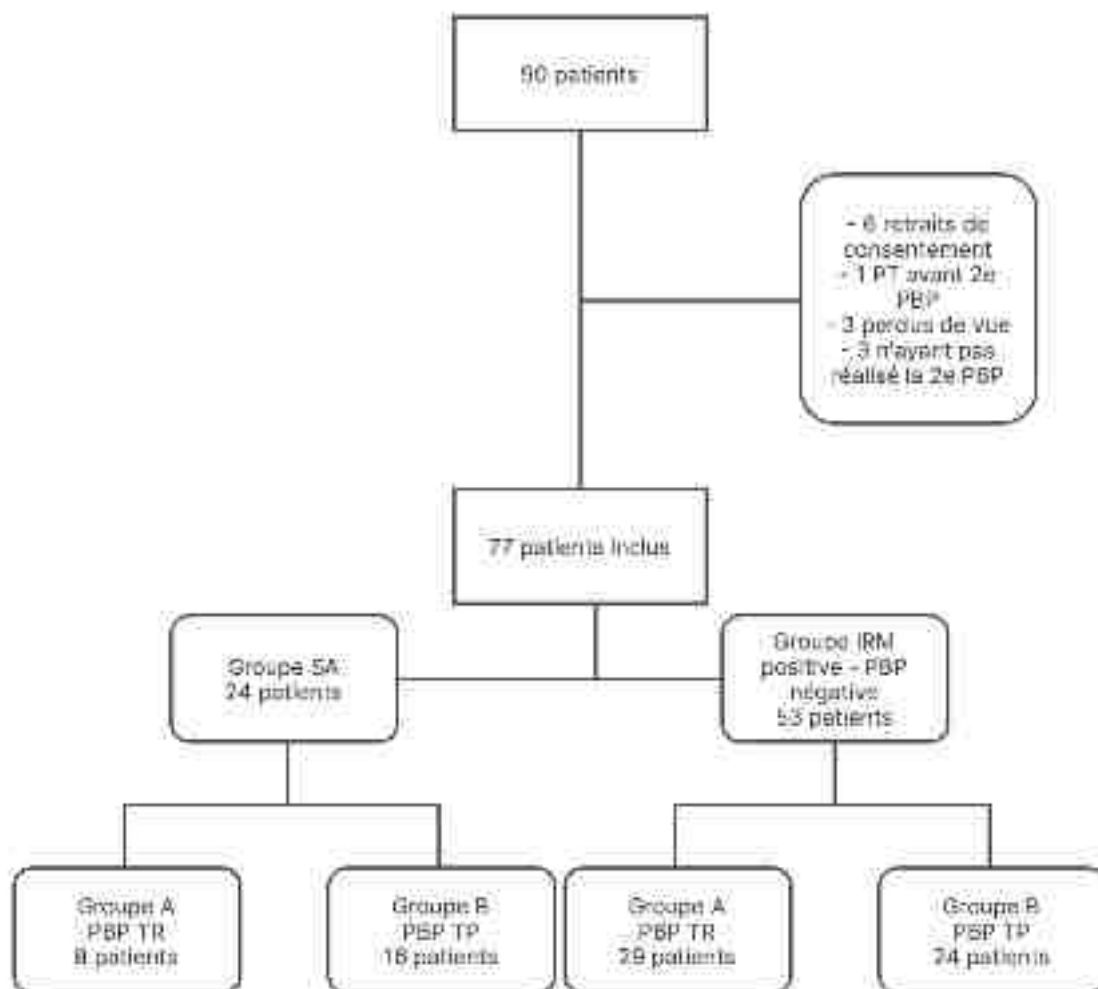 90 patients
- 6 retraits de
consentement
- 1 PT avant 2e
PBP
- 3 perdus de vue
- 3 n'ayant pas
réalisé la 2e PBP
77 patients inclus
Groupe SA
24 patients
Groupe IRM
positive - PBP
négative
53 patients
Groupe A
PBP TR
8 patients
Groupe B
PBP TP
16 patients
Groupe A
PBP TR
29 patients
Groupe B
PBP TP
24 patients